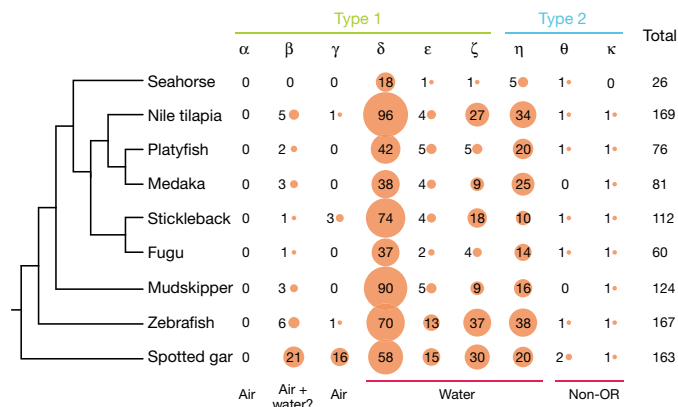 Type 1 Type 2
α β γ δ ε ζ η θ κ Total
Seahorse 0 0 0 18 1 1 5 1 0 26
Nile tilapia 0 5 1 96 4 27 34 1 1 169
Platyfish 0 2 0 42 5 5 20 1 1 76
Medaka 0 3 0 38 4 9 25 0 1 81
Stickleback 0 1 3 74 4 18 10 1 1 112
Fugu 0 1 0 37 2 4 14 1 1 60
Mudskipper 0 3 0 90 5 9 16 0 1 124
Zebrafish 0 6 1 70 13 37 38 1 1 167
Spotted gar 0 21 16 58 15 30 20 2 1 163
Air Air + water? Air Water Non-OR